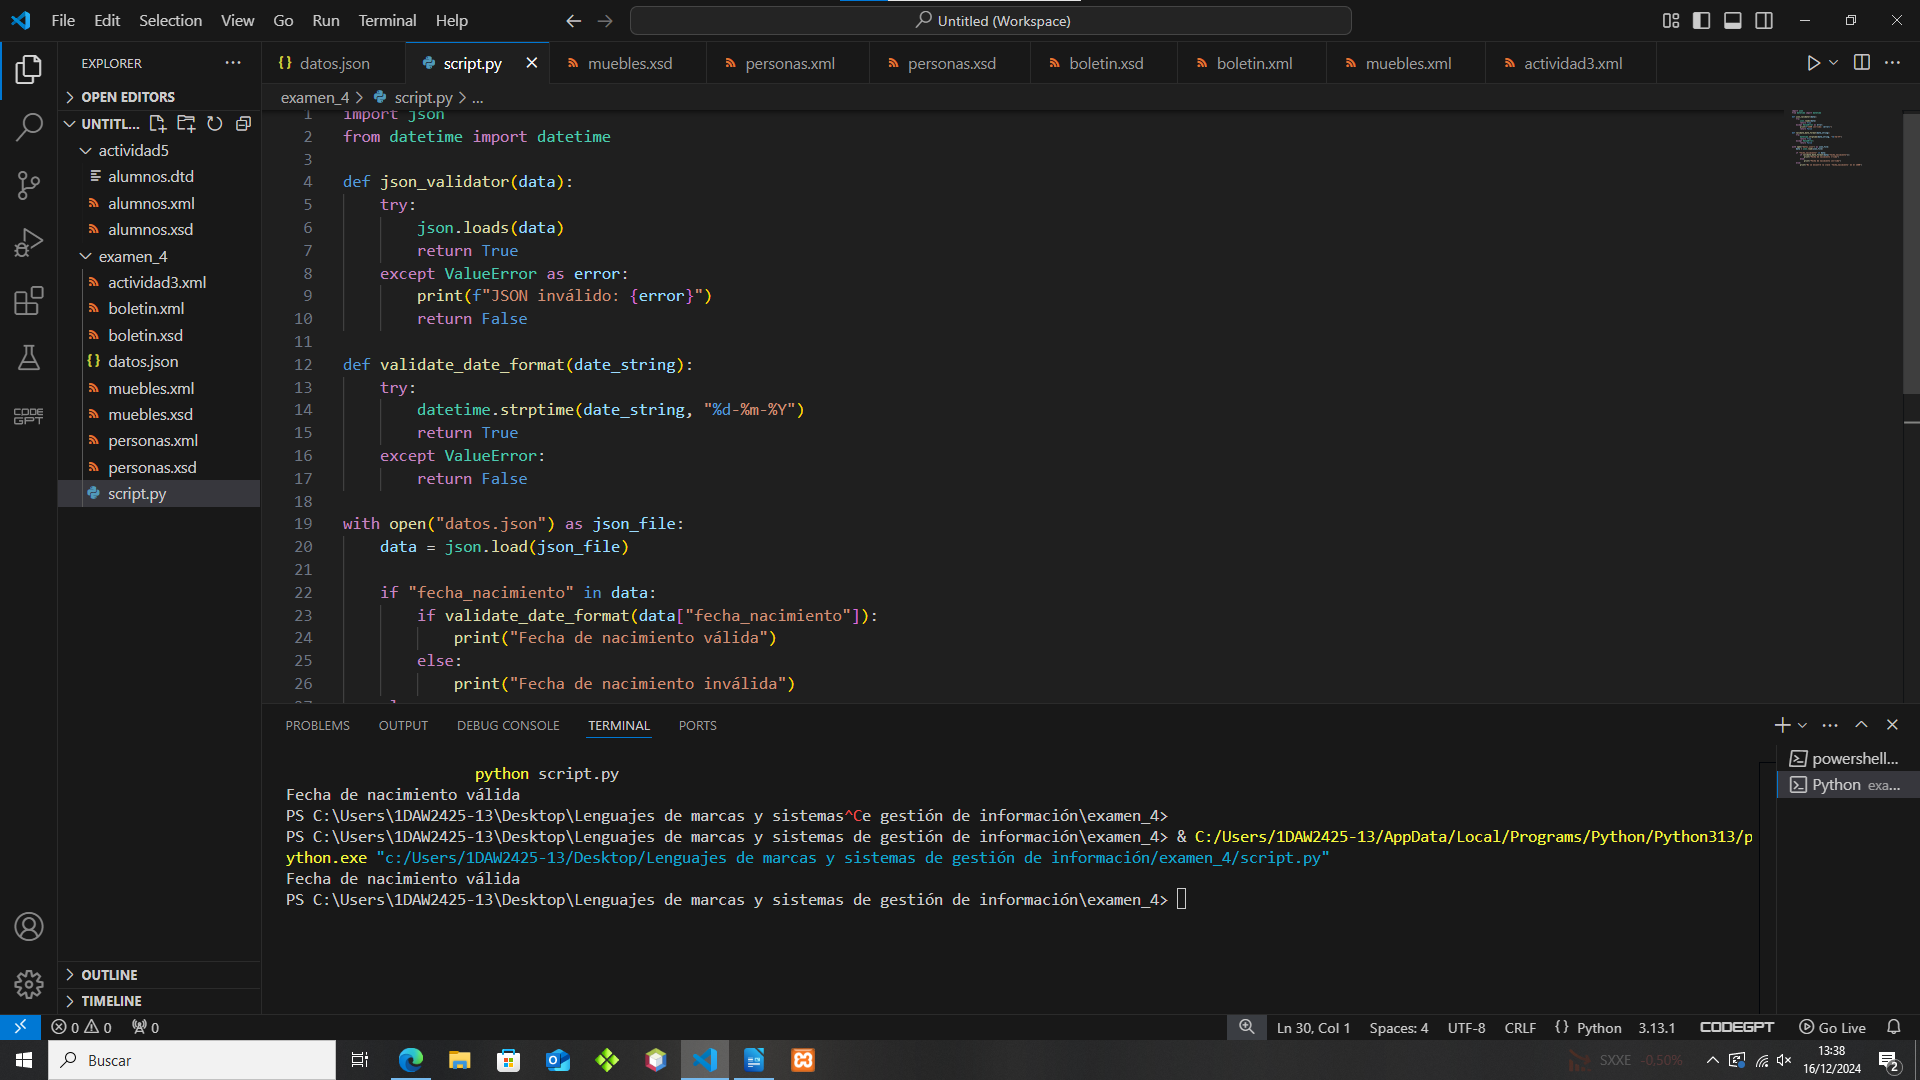 File Edit Selection View Go Run Terminal Help
Untitled (Workspace)
EXPLORER
OPEN EDITORS
UNTITL...
actividad5
alumnos.dtd
alumnos.xml
alumnos.xsd
examen_4
actividad3.xml
boletin.xml
boletin.xsd
datos.json
muebles.xml
muebles.xsd
personas.xml
personas.xsd
script.py
OUTLINE
TIMELINE
CODE GPT
datos.json script.py muebles.xsd personas.xml personas.xsd boletin.xsd boletin.xml muebles.xml actividad3.xml
examen_4 > script.py > ...
1 import json
2 from datetime import datetime
3
4 def json_validator(data):
5     try:
6         json.loads(data)
7         return True
8     except ValueError as error:
9         print(f"JSON inválido: {error}")
10         return False
11
12 def validate_date_format(date_string):
13     try:
14         datetime.strptime(date_string, "%d-%m-%Y")
15         return True
16     except ValueError:
17         return False
18
19 with open("datos.json") as json_file:
20     data = json.load(json_file)
21
22     if "fecha_nacimiento" in data:
23         if validate_date_format(data["fecha_nacimiento"]):
24             print("Fecha de nacimiento válida")
25         else:
26             print("Fecha de nacimiento inválida")
PROBLEMS OUTPUT DEBUG CONSOLE TERMINAL PORTS
powershell...
Python exa...
python script.py
Fecha de nacimiento válida
PS C:\Users\1DAW2425-13\Desktop\Lenguajes de marcas y sistemas^Ce gestión de información\examen_4>
PS C:\Users\1DAW2425-13\Desktop\Lenguajes de marcas y sistemas de gestión de información\examen_4> & C:/Users/1DAW2425-13/AppData/Local/Programs/Python/Python313/p
ython.exe "c:/Users/1DAW2425-13/Desktop/Lenguajes de marcas y sistemas de gestión de información/examen_4/script.py"
Fecha de nacimiento válida
PS C:\Users\1DAW2425-13\Desktop\Lenguajes de marcas y sistemas de gestión de información\examen_4>
0 0 0
Ln 30, Col 1 Spaces: 4 UTF-8 CRLF {} Python 3.13.1 CODEGPT Go Live
Buscar
SXXE -0,50%
13:38
16/12/2024
2